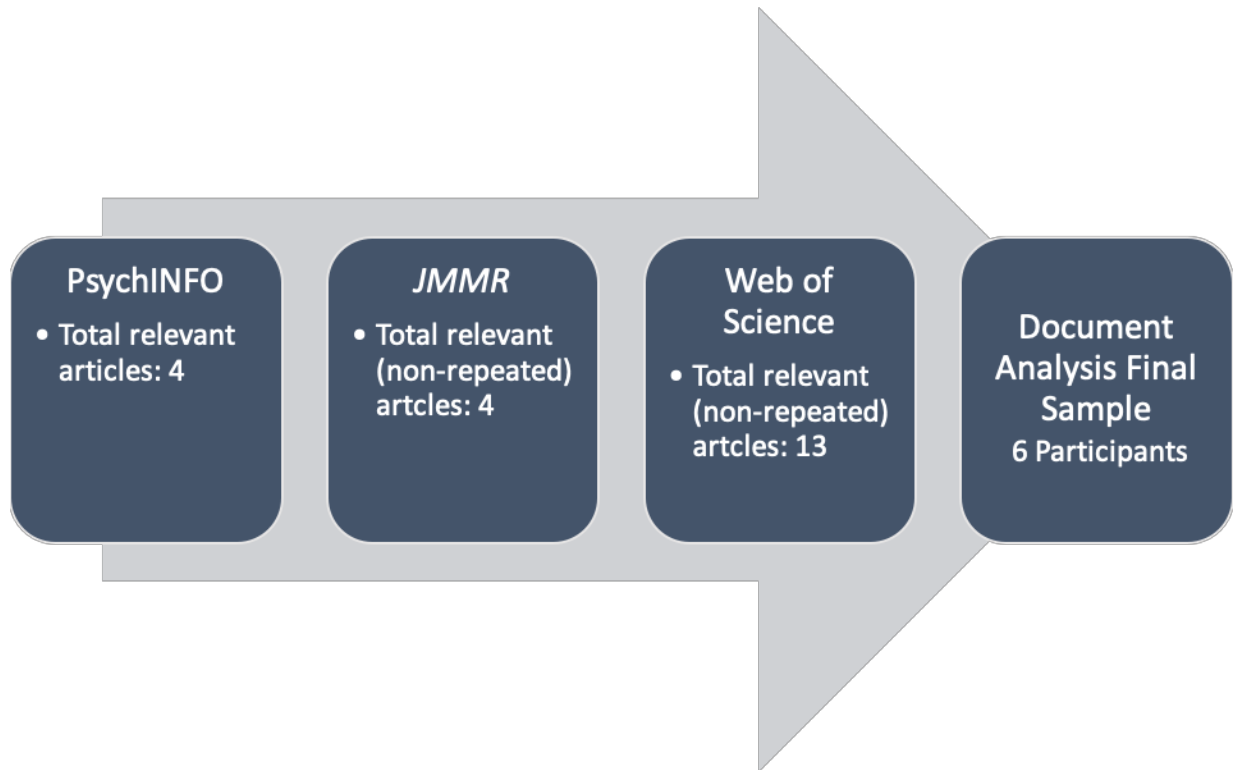 PsychINFO
• Total relevant
articles: 4
JMMR
• Total relevant
(non-repeated)
artcles: 4
Web of
Science
• Total relevant
(non-repeated)
artcles: 13
Document
Analysis Final
Sample
6 Participants